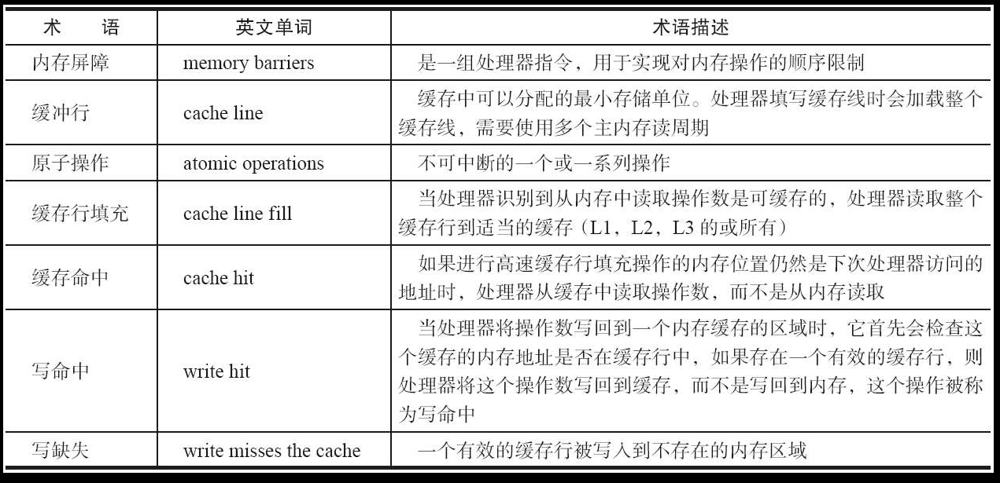 术 语 英文单词 术语描述
内存屏障 memory barriers 是一组处理器指令，用于实现对内存操作的顺序限制
缓冲行 cache line 缓存中可以分配的最小存储单位。处理器填写缓存线时会加载整个
缓存线，需要使用多个主内存读周期
原子操作 atomic operations 不可中断的一个或一系列操作
缓存行填充 cache line fill 当处理器识别到从内存中读取操作数是可缓存的，处理器读取整个
缓存行到适当的缓存（L1，L2，L3 的或所有）
缓存命中 cache hit 如果进行高速缓存行填充操作的内存位置仍然是下次处理器访问的
地址时，处理器从缓存中读取操作数，而不是从内存读取
写命中 write hit 当处理器将操作数写回到一个内存缓存的区域时，它首先会检查这
个缓存的内存地址是否在缓存行中，如果存在一个有效的缓存行，则
处理器将这个操作数写回到缓存，而不是写回到内存，这个操作被称
为写命中
写缺失 write misses the cache 一个有效的缓存行被写入到不存在的内存区域